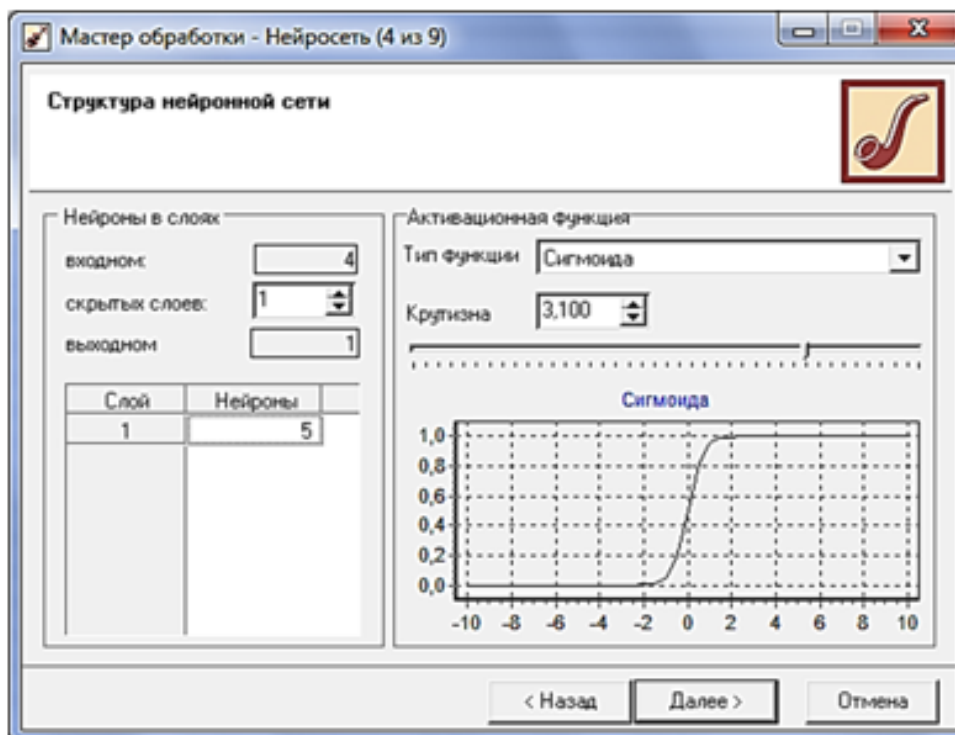 Мастер обработки - Нейросеть (4 из 9)
Структура нейронной сети
Нейроны в слоях
входном: 4
скрытых слоев: 1
выходном 1
Слой Нейроны
1 5
Активационная функция
Тип функции Сигмоида
Крутизна 3,100
Сигмоида
1,0
0,8
0,6
0,4
0,2
0,0
-10 -8 -6 -4 -2 0 2 4 6 8 10
< Назад Далее > Отмена